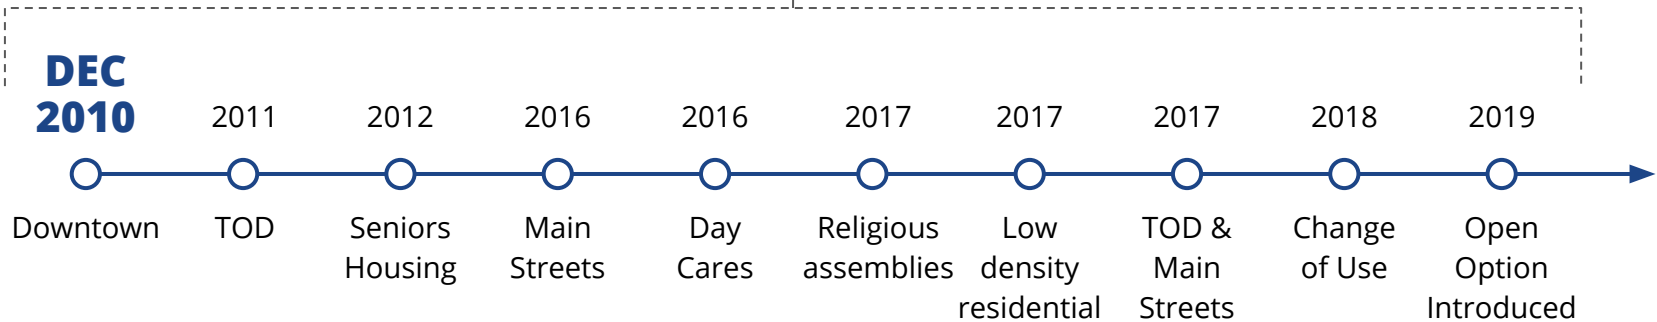 DEC
2010
2011
2012
2016
2016
2017
2017
2017
2018
2019
Downtown
TOD
Seniors
Housing
Main
Streets
Day
Cares
Religious
assemblies
Low
density
residential
TOD &
Main
Streets
Change
of Use
Open
Option
Introduced